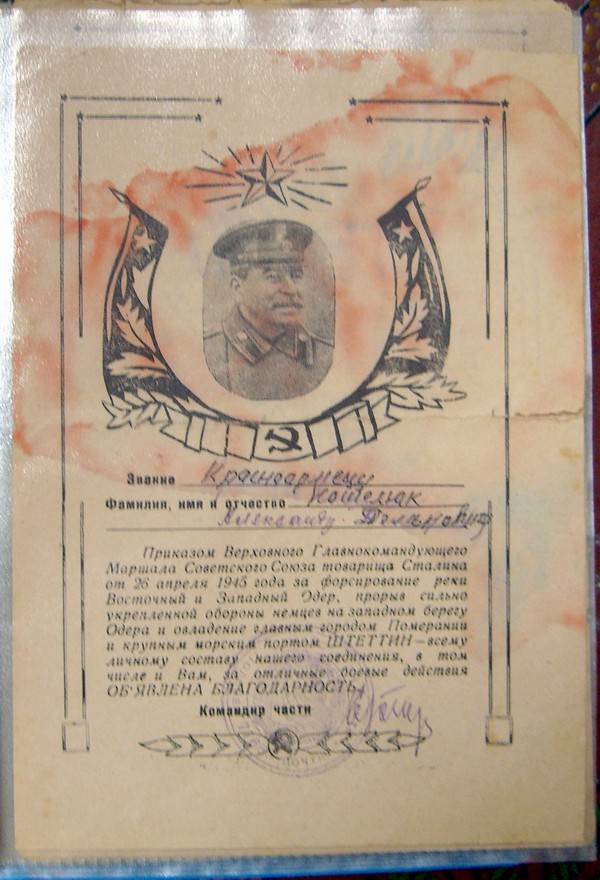 Звание Красноармеец
Фамилия, имя и отчество Кощемак
Александр
Приказом Верховного Главнокомандующего
Маршала Советского Союза товарища Сталина
от 26 апреля 1945 года за форсирование реки
Восточный и Западный Одер, прорыв сильно
укрепленной обороны немцев на западном берегу
Одера и овладение главным городом Померании
и крупным морским портом ШТЕТТИН—всему
личному составу нашего соединения, в том
числе и Вам, за отличные боевые действия
ОБ'ЯВЛЕНА БЛАГОДАРНОСТЬ.
Командир части